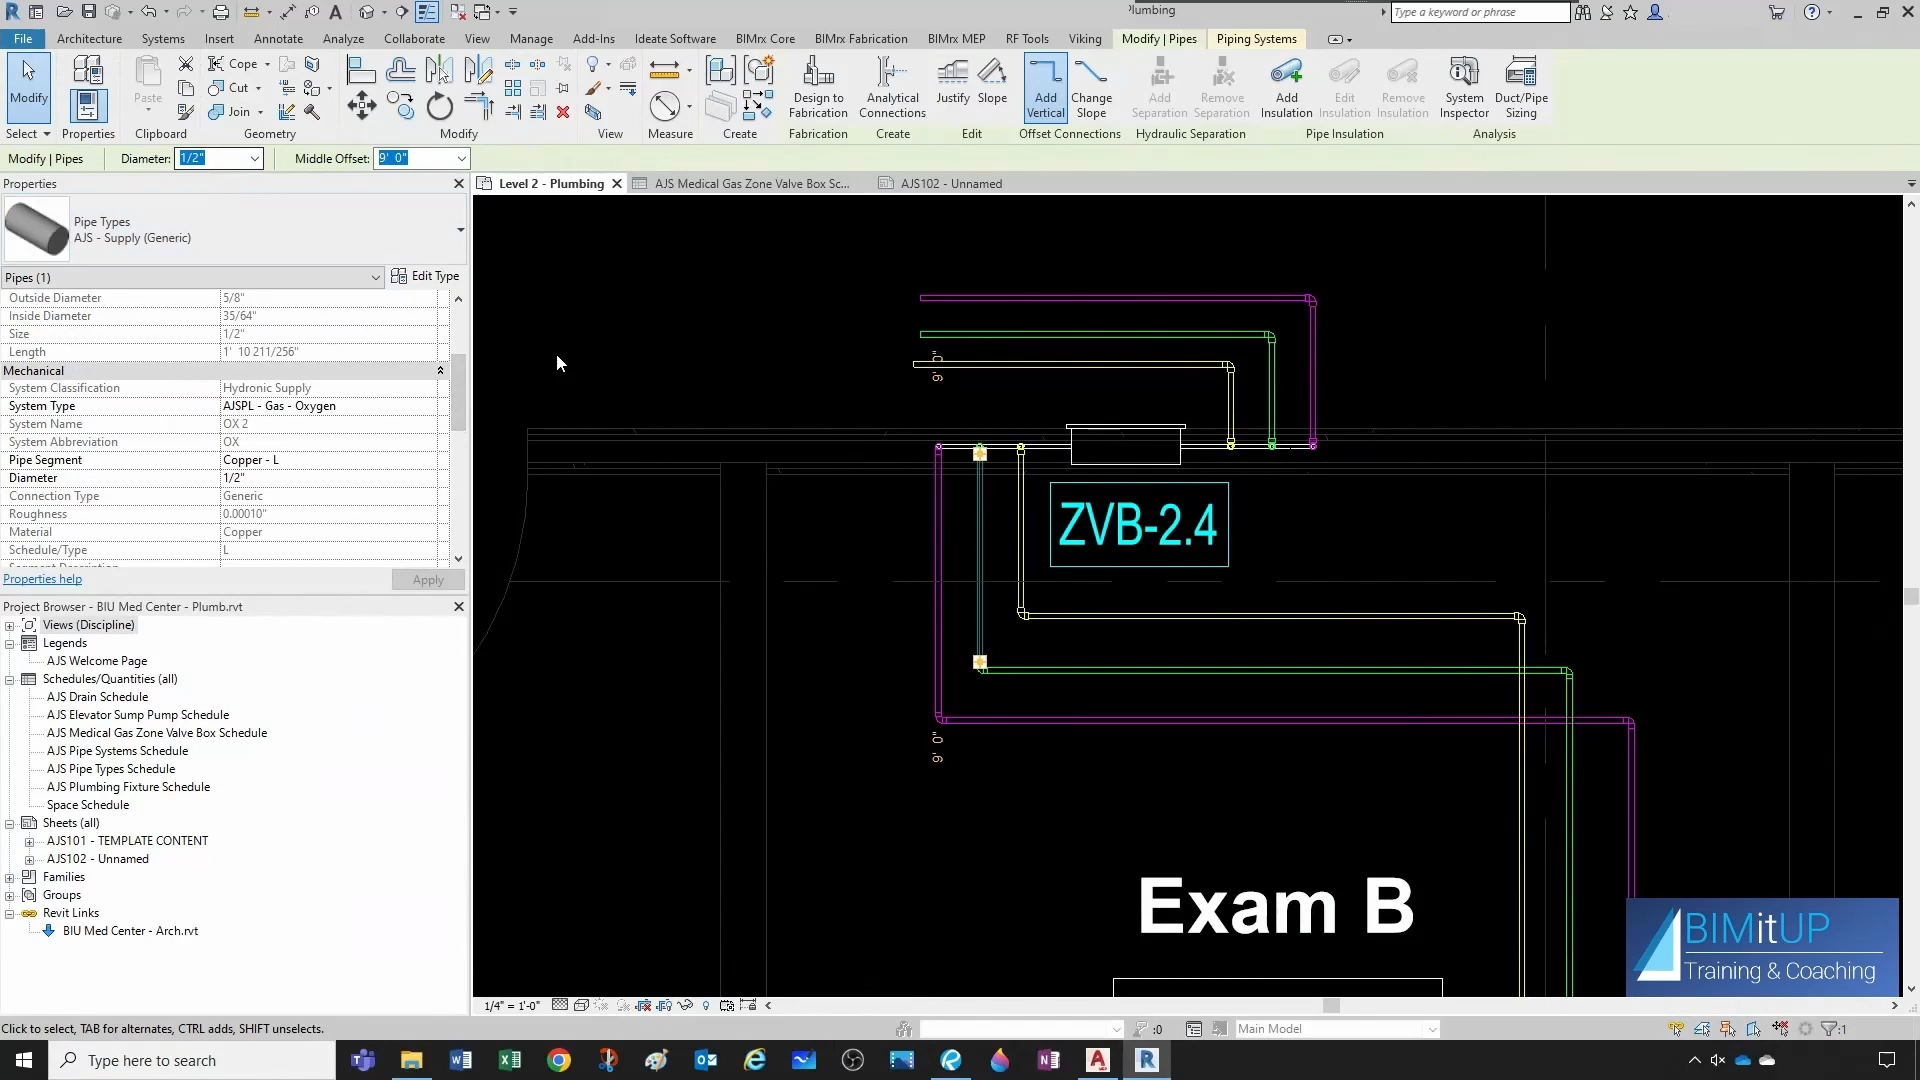 lumbing
Type a keyword or phrase
File Architecture Systems Insert Annotate Analyze Collaborate View Manage Add-Ins Ideate Software BIMrx Core BIMrx Fabrication BIMrx MEP RF Tools Viking Modify | Pipes Piping Systems
Modify
Paste
Cope
Cut
Join
Design to Fabrication
Analytical Connections
Justify
Slope
Add Vertical
Change Slope
Add Separation
Remove Separation
Add Insulation
Edit Insulation
Remove Insulation
System Inspector
Duct/Pipe Sizing
Select Properties Clipboard Geometry Modify View Measure Create Fabrication Create Edit Offset Connections Hydraulic Separation Pipe Insulation Analysis
Modify | Pipes Diameter: 1/2" Middle Offset: 9' 0"
Properties
Level 2 - Plumbing
AJS Medical Gas Zone Valve Box Sc...
AJS102 - Unnamed
Pipe Types
AJS - Supply (Generic)
Pipes (1) Edit Type
Outside Diameter 5/8"
Inside Diameter 35/64"
Size 1/2"
Length 1' 10 211/256"
Mechanical
System Classification Hydronic Supply
System Type AJSPL - Gas - Oxygen
System Name OX 2
System Abbreviation OX
Pipe Segment Copper - L
Diameter 1/2"
Connection Type Generic
Roughness 0.00010"
Material Copper
Schedule/Type L
Properties help Apply
Project Browser - BIU Med Center - Plumb.rvt
Views (Discipline)
Legends
AJS Welcome Page
Schedules/Quantities (all)
AJS Drain Schedule
AJS Elevator Sump Pump Schedule
AJS Medical Gas Zone Valve Box Schedule
AJS Pipe Systems Schedule
AJS Pipe Types Schedule
AJS Plumbing Fixture Schedule
Space Schedule
Sheets (all)
AJS101 - TEMPLATE CONTENT
AJS102 - Unnamed
Families
Groups
Revit Links
BIU Med Center - Arch.rvt
9' 0"
ZVB-2.4
9' 0"
Exam B
BIMitUP
Training & Coaching
1/4" = 1'-0"
Click to select, TAB for alternates, CTRL adds, SHIFT unselects.
:0
Main Model
:1
Type here to search